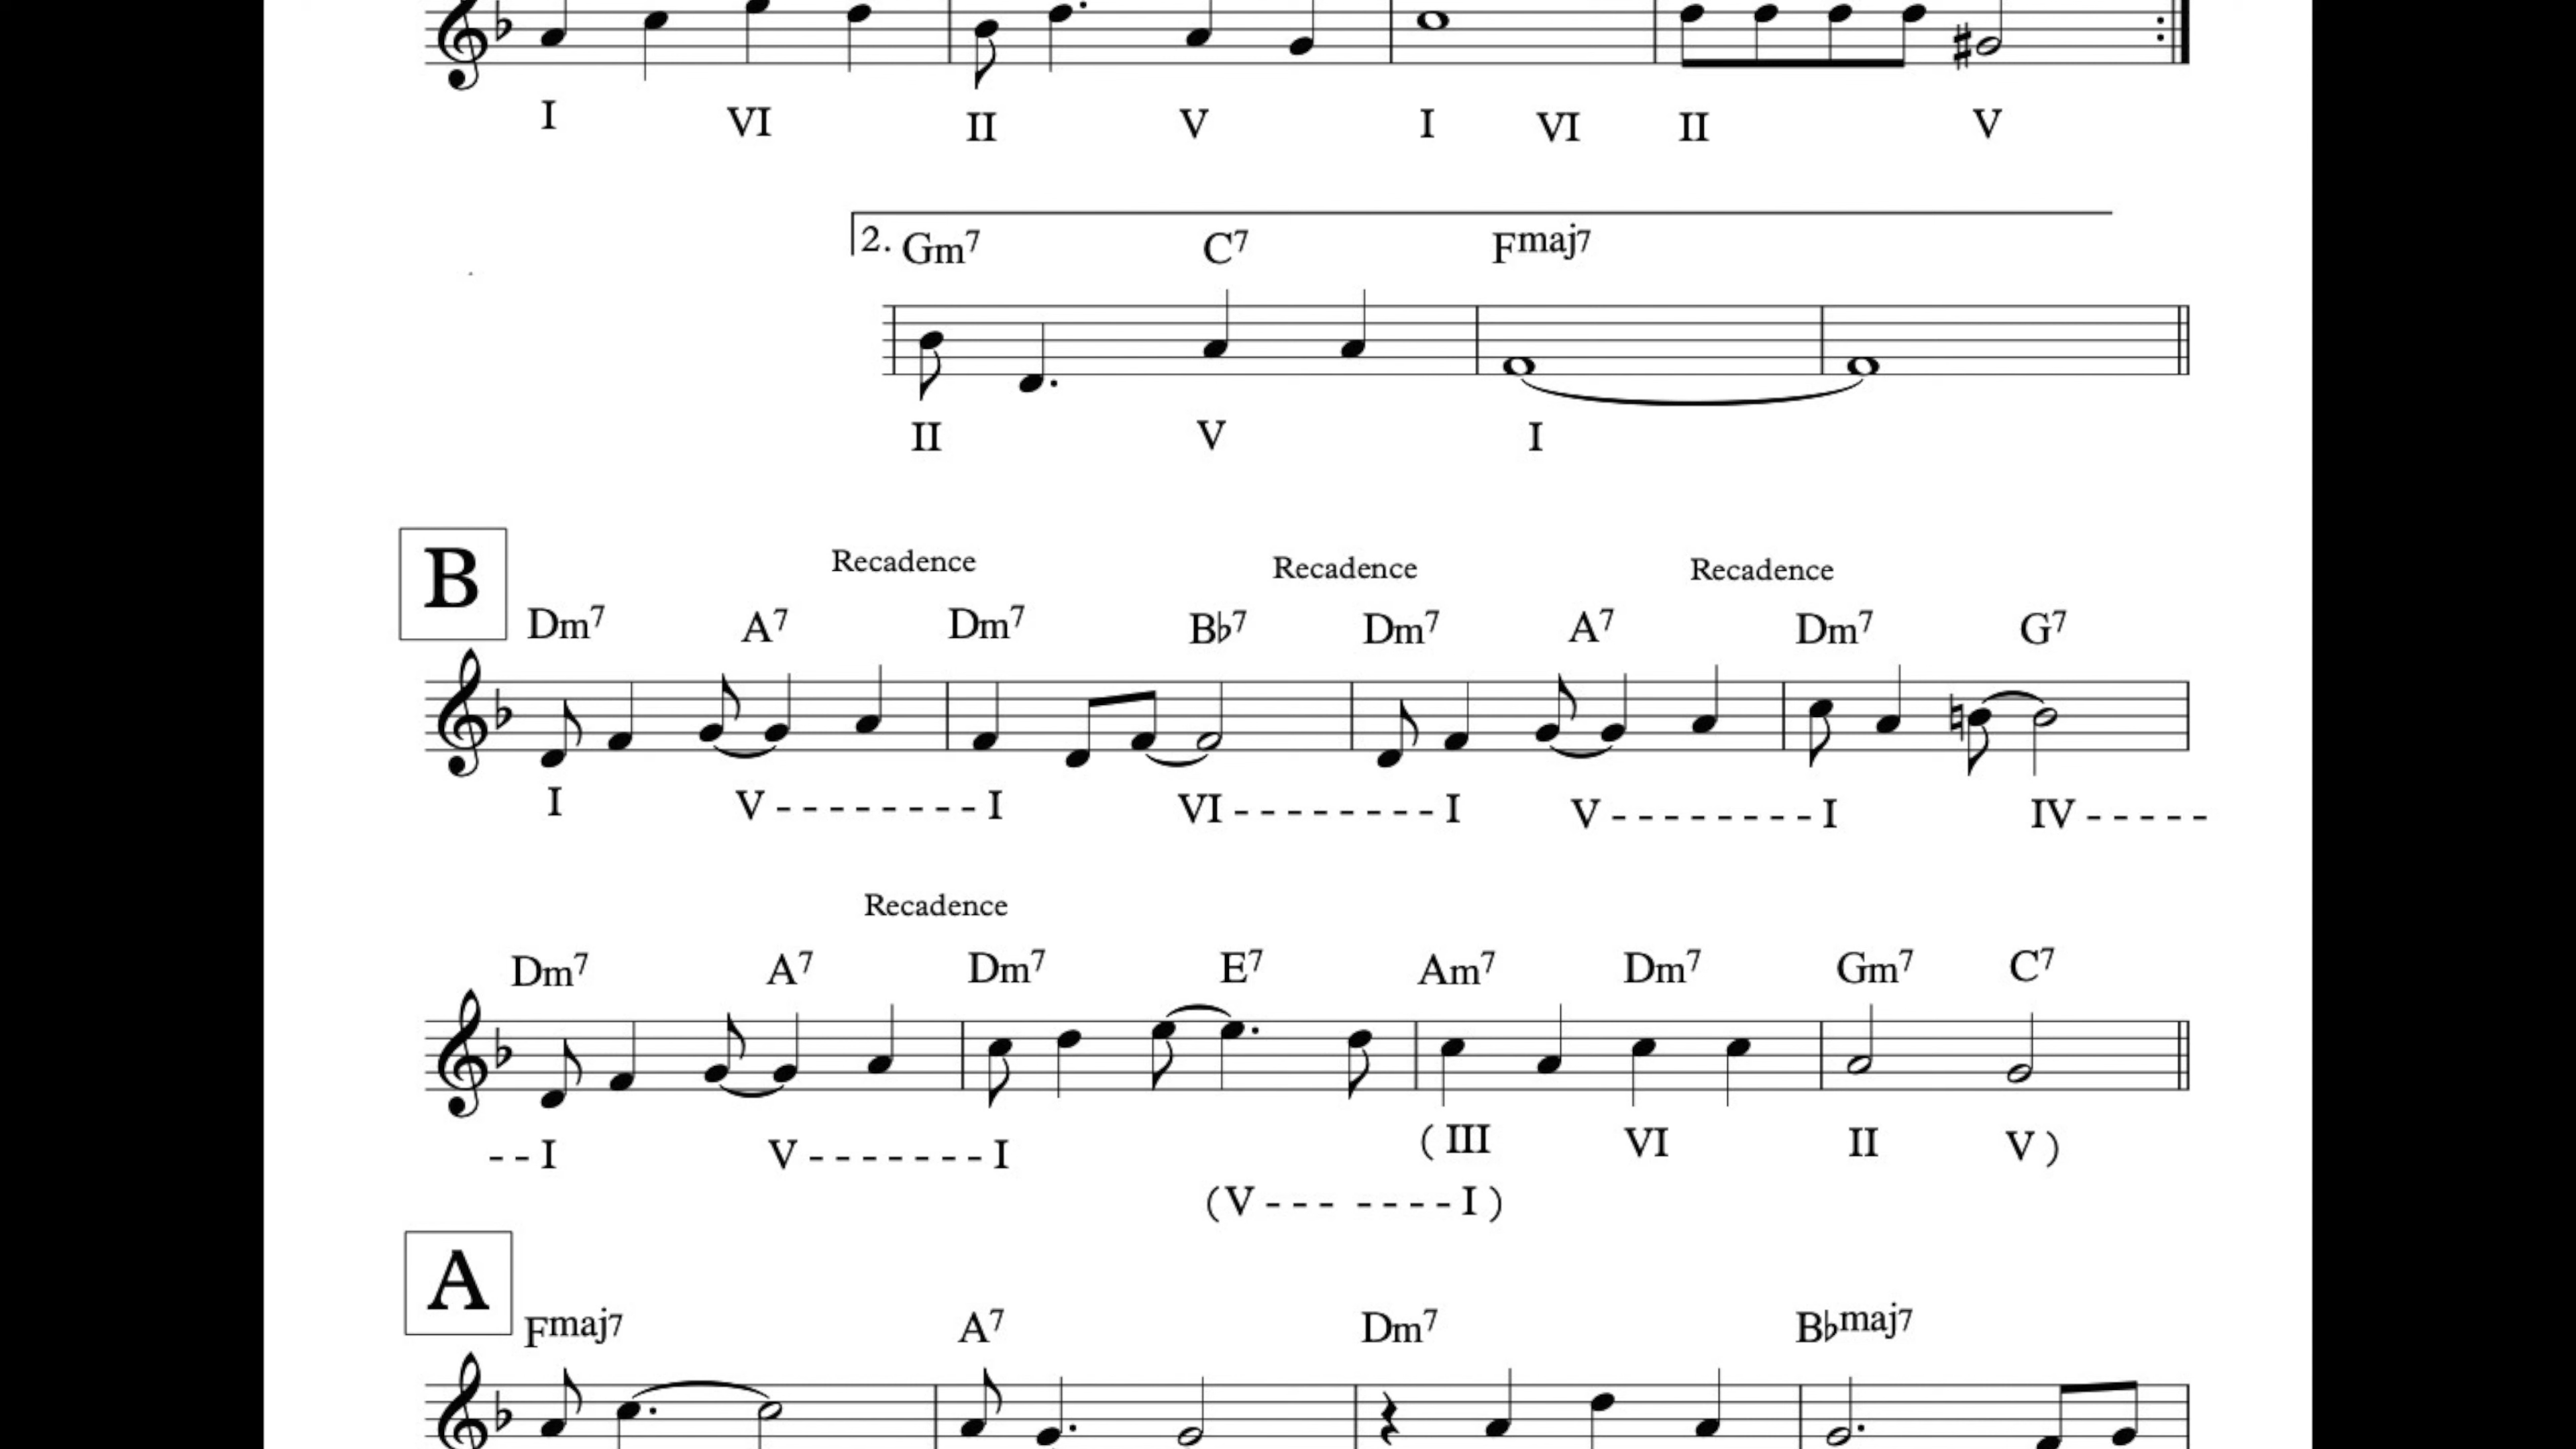 I VI II V I VI II V
2. Gm7 C7 Fmaj7
II V I
B
Recadence Recadence Recadence
Dm7 A7 Dm7 B♭7 Dm7 A7 Dm7 G7
I V - - - - - - - - I VI - - - - - - - - I V - - - - - - - - I IV - - - - -
Recadence
Dm7 A7 Dm7 E7 Am7 Dm7 Gm7 C7
- - I V - - - - - - - I ( III VI II V )
( V - - - - - - - I )
A
Fmaj7 A7 Dm7 B♭maj7